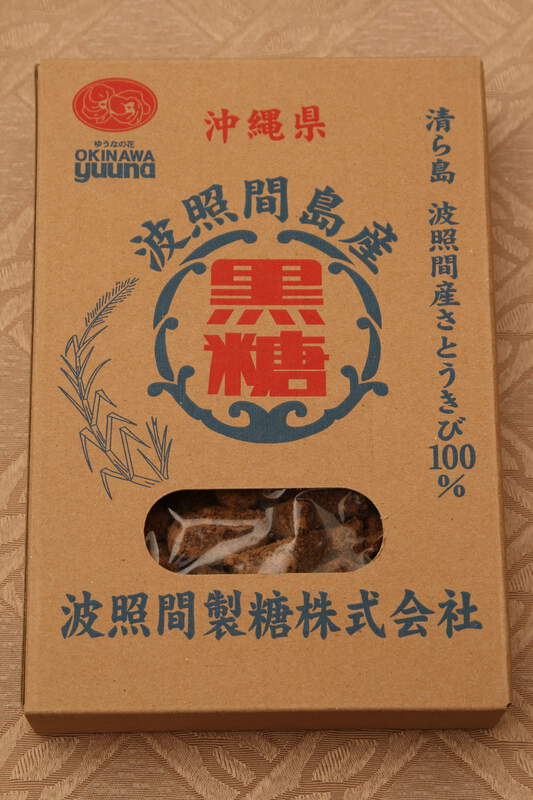 ゆうなの花
OKINAWA
yuuna
沖縄県
清ら島 波照間産さとうきび100%
波照間島産
黒糖
波照間製糖株式会社